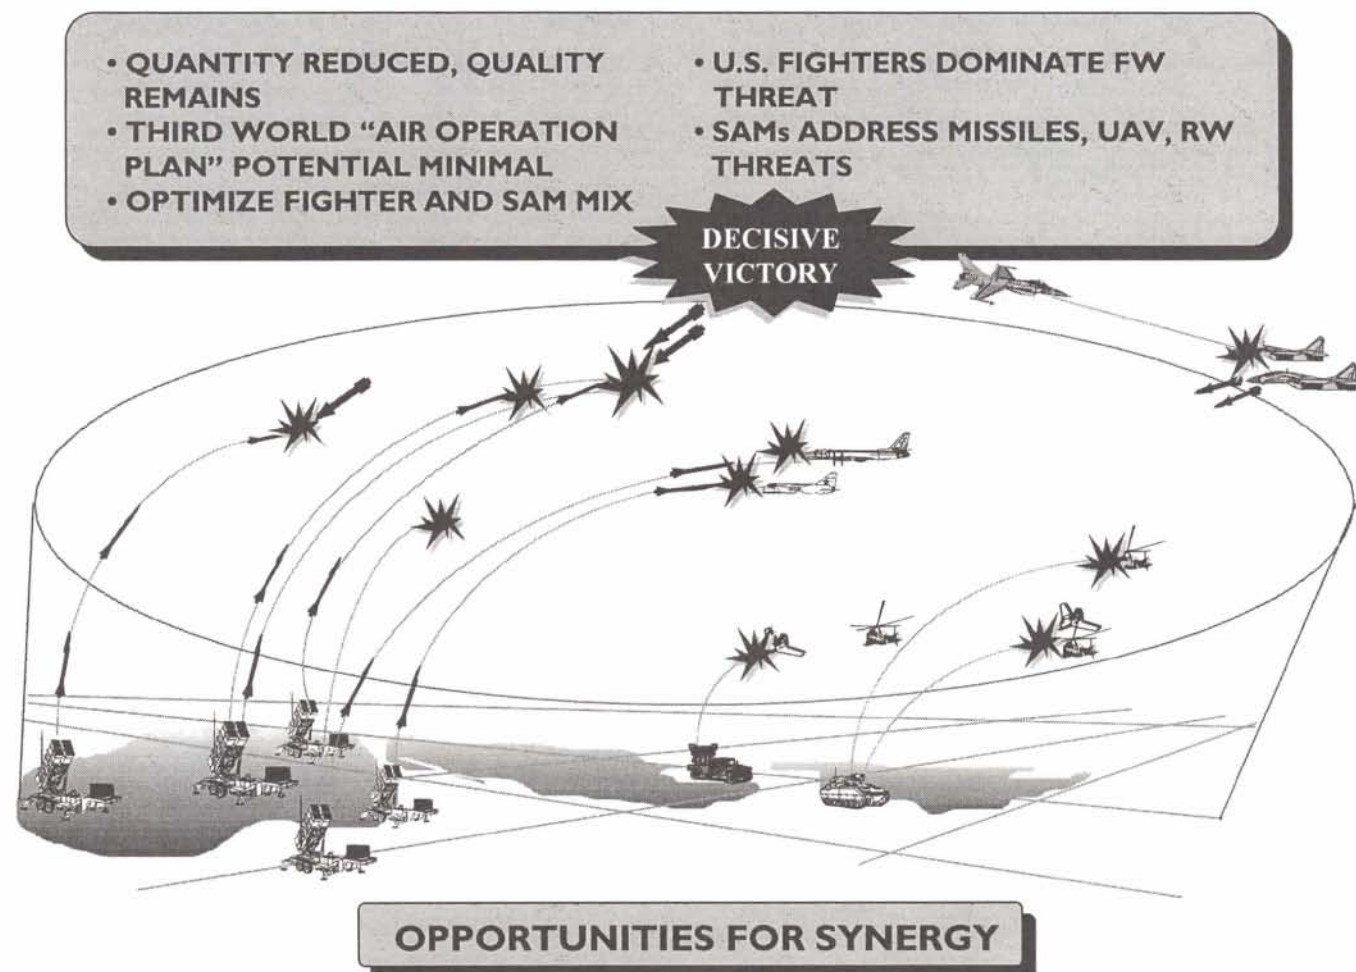 • QUANTITY REDUCED, QUALITY
REMAINS
• THIRD WORLD “AIR OPERATION
PLAN” POTENTIAL MINIMAL
• OPTIMIZE FIGHTER AND SAM MIX
• U.S. FIGHTERS DOMINATE FW
THREAT
• SAMs ADDRESS MISSILES, UAV, RW
THREATS
DECISIVE
VICTORY
OPPORTUNITIES FOR SYNERGY